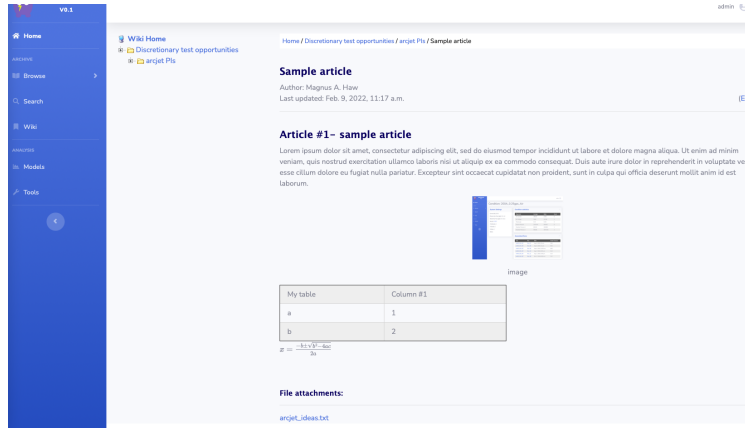 V0.1
admin
Home
ARCHIVE
Browse
Search
Wiki
ANALYSIS
Models
Tools
Wiki Home
Discretionary test opportunities
arcjet PIs
Home / Discretionary test opportunities / arcjet PIs / Sample article
Sample article
Author: Magnus A. Haw
Last updated: Feb. 9, 2022, 11:17 a.m.
(E
Article #1– sample article
Lorem ipsum dolor sit amet, consectetur adipiscing elit, sed do eiusmod tempor incididunt ut labore et dolore magna aliqua. Ut enim ad minim
veniam, quis nostrud exercitation ullamco laboris nisi ut aliquip ex ea commodo consequat. Duis aute irure dolor in reprehenderit in voluptate ve
esse cillum dolore eu fugiat nulla pariatur. Excepteur sint occaecat cupidatat non proident, sunt in culpa qui officia deserunt mollit anim id est
laborum.
image
My table Column #1
a 1
b 2
x = −b±√b²−4ac / 2a
File attachments:
arcjet_ideas.txt